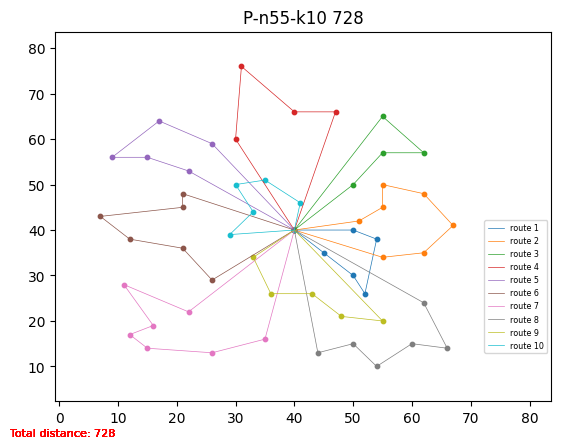 P-n55-k10 728
80
70
60
50
40
30
20
10
0 10 20 30 40 50 60 70 80
route 1
route 2
route 3
route 4
route 5
route 6
route 7
route 8
route 9
route 10
Total distance: 728